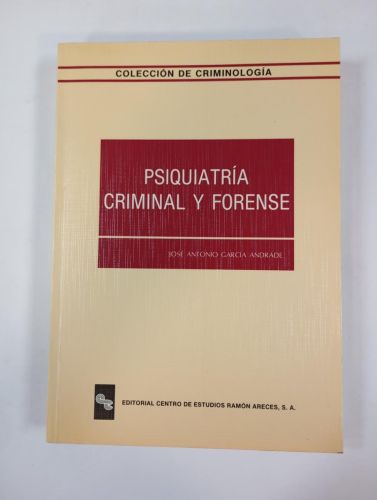 COLECCIÓN DE CRIMINOLOGÍA
PSIQUIATRÍA
CRIMINAL Y FORENSE
JOSÉ ANTONIO GARCÍA ANDRADE
EDITORIAL CENTRO DE ESTUDIOS RAMÓN ARECES, S. A.